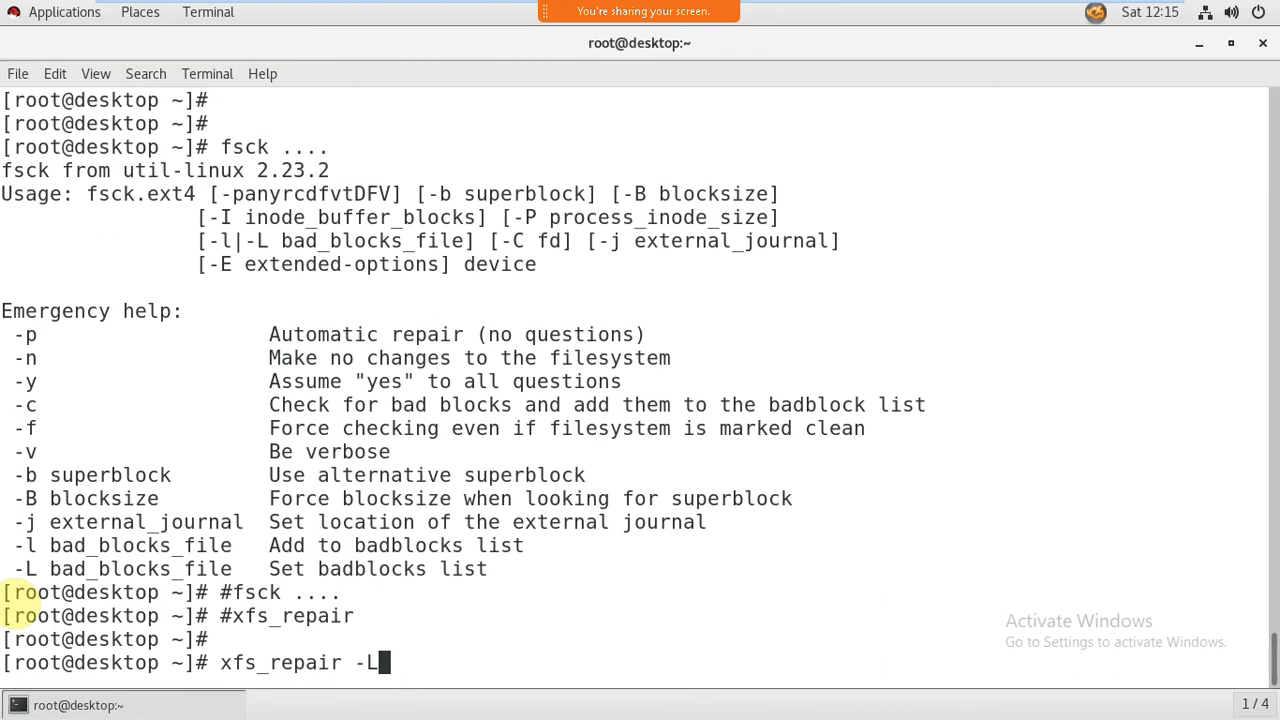 Applications Places Terminal You're sharing your screen. Sat 12:15
root@desktop:~
File Edit View Search Terminal Help
[root@desktop ~]#
[root@desktop ~]#
[root@desktop ~]# fsck ....
fsck from util-linux 2.23.2
Usage: fsck.ext4 [-panyrcdfvtDFV] [-b superblock] [-B blocksize]
[-I inode_buffer_blocks] [-P process_inode_size]
[-l|-L bad_blocks_file] [-C fd] [-j external_journal]
[-E extended-options] device
Emergency help:
-p Automatic repair (no questions)
-n Make no changes to the filesystem
-y Assume "yes" to all questions
-c Check for bad blocks and add them to the badblock list
-f Force checking even if filesystem is marked clean
-v Be verbose
-b superblock Use alternative superblock
-B blocksize Force blocksize when looking for superblock
-j external_journal Set location of the external journal
-l bad_blocks_file Add to badblocks list
-L bad_blocks_file Set badblocks list
[root@desktop ~]# #fsck ....
[root@desktop ~]# #xfs_repair
[root@desktop ~]#
[root@desktop ~]# xfs_repair -L
Activate Windows
Go to Settings to activate Windows.
root@desktop:~ 1 / 4